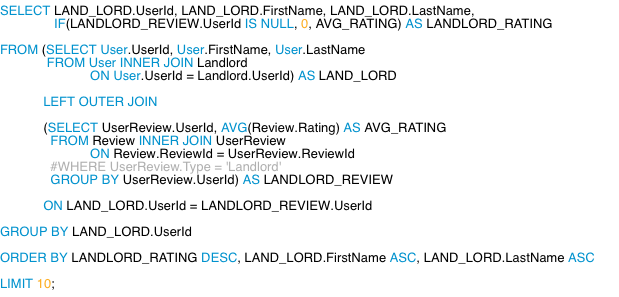 SELECT LAND_LORD.UserId, LAND_LORD.FirstName, LAND_LORD.LastName,
IF(LANDLORD_REVIEW.UserId IS NULL, 0, AVG_RATING) AS LANDLORD_RATING
FROM (SELECT User.UserId, User.FirstName, User.LastName
FROM User INNER JOIN Landlord
ON User.UserId = Landlord.UserId) AS LAND_LORD
LEFT OUTER JOIN
(SELECT UserReview.UserId, AVG(Review.Rating) AS AVG_RATING
FROM Review INNER JOIN UserReview
ON Review.ReviewId = UserReview.ReviewId
#WHERE UserReview.Type = 'Landlord'
GROUP BY UserReview.UserId) AS LANDLORD_REVIEW
ON LAND_LORD.UserId = LANDLORD_REVIEW.UserId
GROUP BY LAND_LORD.UserId
ORDER BY LANDLORD_RATING DESC, LAND_LORD.FirstName ASC, LAND_LORD.LastName ASC
LIMIT 10;